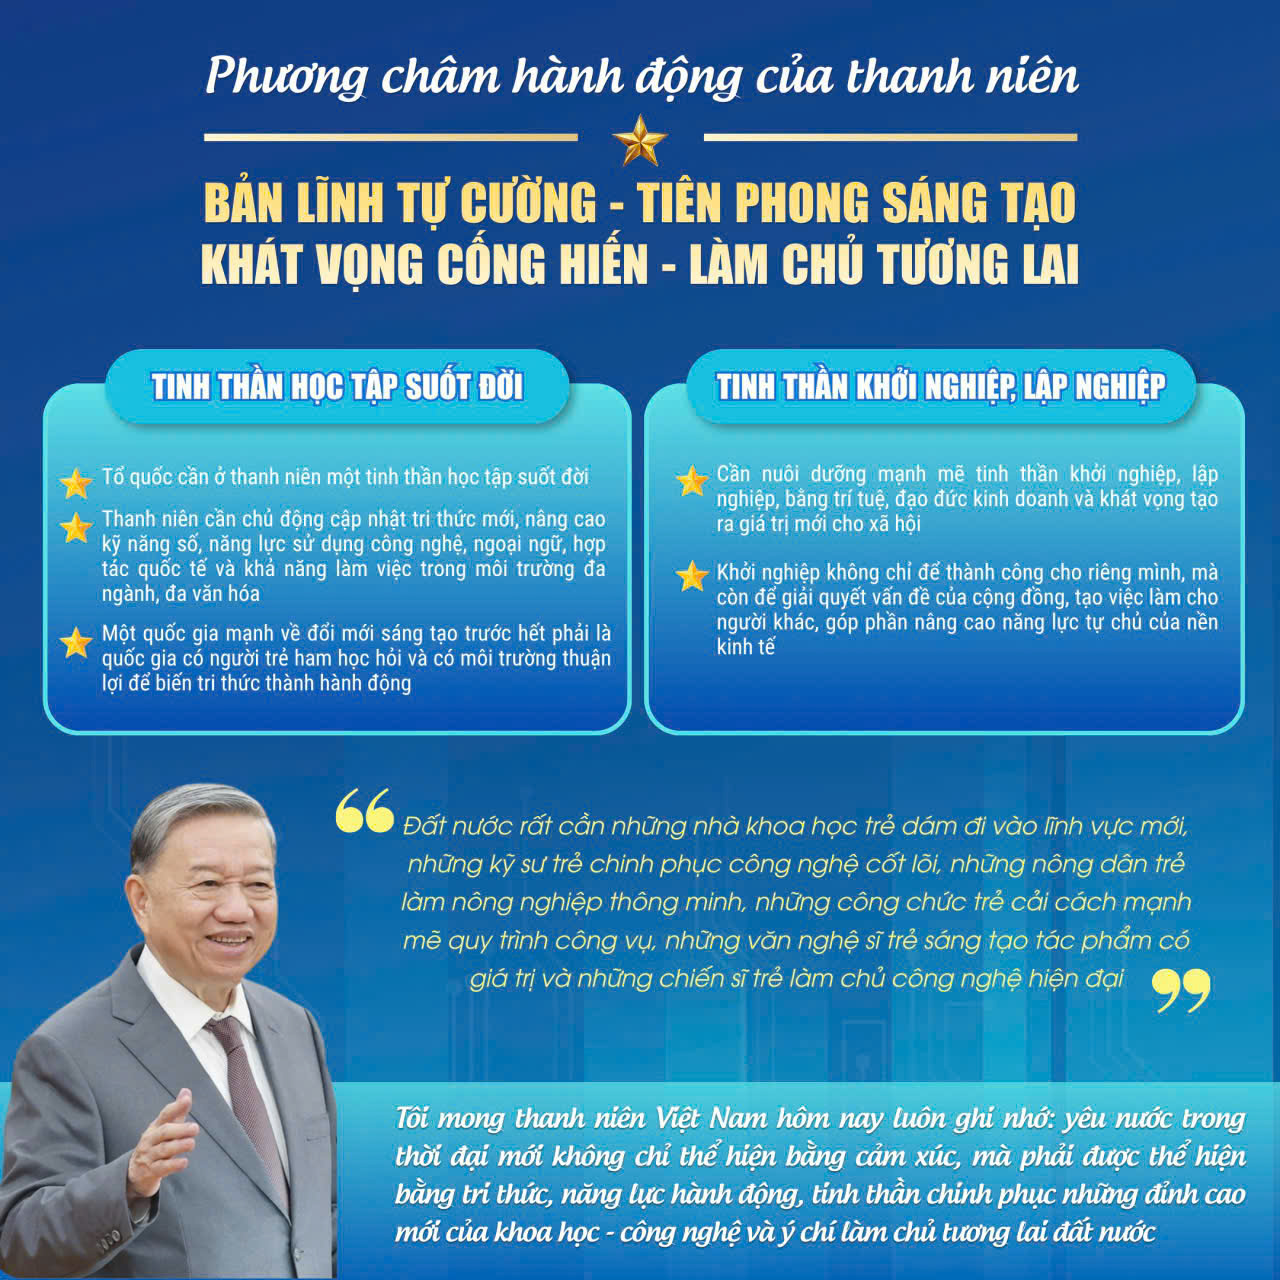 Phương châm hành động của thanh niên
BẢN LĨNH TỰ CƯỜNG - TIÊN PHONG SÁNG TẠO
KHÁT VỌNG CỐNG HIẾN - LÀM CHỦ TƯƠNG LAI
TINH THẦN HỌC TẬP SUỐT ĐỜI
Tổ quốc cần ở thanh niên một tinh thần học tập suốt đời
Thanh niên cần chủ động cập nhật tri thức mới, nâng cao
kỹ năng số, năng lực sử dụng công nghệ, ngoại ngữ, hợp
tác quốc tế và khả năng làm việc trong môi trường đa
ngành, đa văn hóa
Một quốc gia mạnh về đổi mới sáng tạo trước hết phải là
quốc gia có người trẻ ham học hỏi và có môi trường thuận
lợi để biến tri thức thành hành động
TINH THẦN KHỞI NGHIỆP, LẬP NGHIỆP
Cần nuôi dưỡng mạnh mẽ tinh thần khởi nghiệp, lập
nghiệp, bằng trí tuệ, đạo đức kinh doanh và khát vọng tạo
ra giá trị mới cho xã hội
Khởi nghiệp không chỉ để thành công cho riêng mình, mà
còn để giải quyết vấn đề của cộng đồng, tạo việc làm cho
người khác, góp phần nâng cao năng lực tự chủ của nền
kinh tế
“Đất nước rất cần những nhà khoa học trẻ dám đi vào lĩnh vực mới,
những kỹ sư trẻ chinh phục công nghệ cốt lõi, những nông dân trẻ
làm nông nghiệp thông minh, những công chức trẻ cải cách mạnh
mẽ quy trình công vụ, những văn nghệ sĩ trẻ sáng tạo tác phẩm có
giá trị và những chiến sĩ trẻ làm chủ công nghệ hiện đại”
Tôi mong thanh niên Việt Nam hôm nay luôn ghi nhớ: yêu nước trong
thời đại mới không chỉ thể hiện bằng cảm xúc, mà phải được thể hiện
bằng tri thức, năng lực hành động, tinh thần chinh phục những đỉnh cao
mới của khoa học - công nghệ và ý chí làm chủ tương lai đất nước